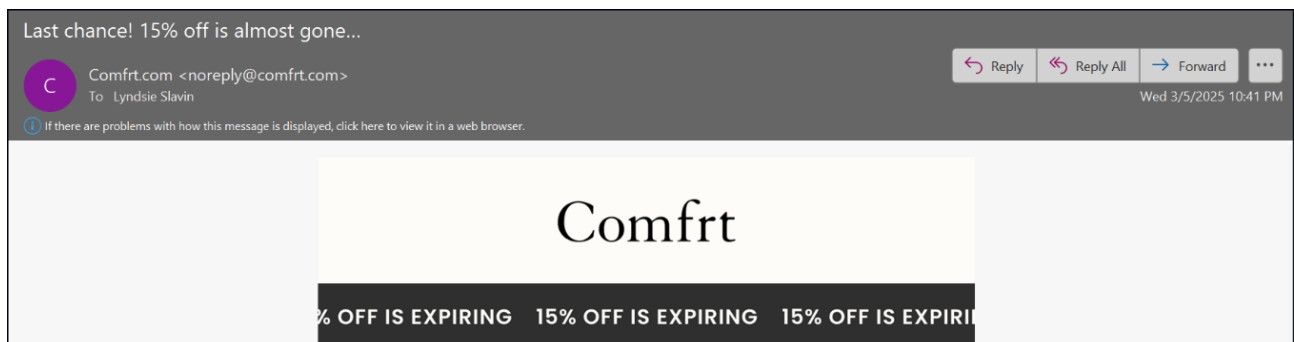 Last chance! 15% off is almost gone...
C
Comfrt.com <noreply@comfrt.com>
To Lyndsie Slavin
Reply
Reply All
Forward
Wed 3/5/2025 10:41 PM
If there are problems with how this message is displayed, click here to view it in a web browser.
Comfrt
% OFF IS EXPIRING 15% OFF IS EXPIRING 15% OFF IS EXPIRI